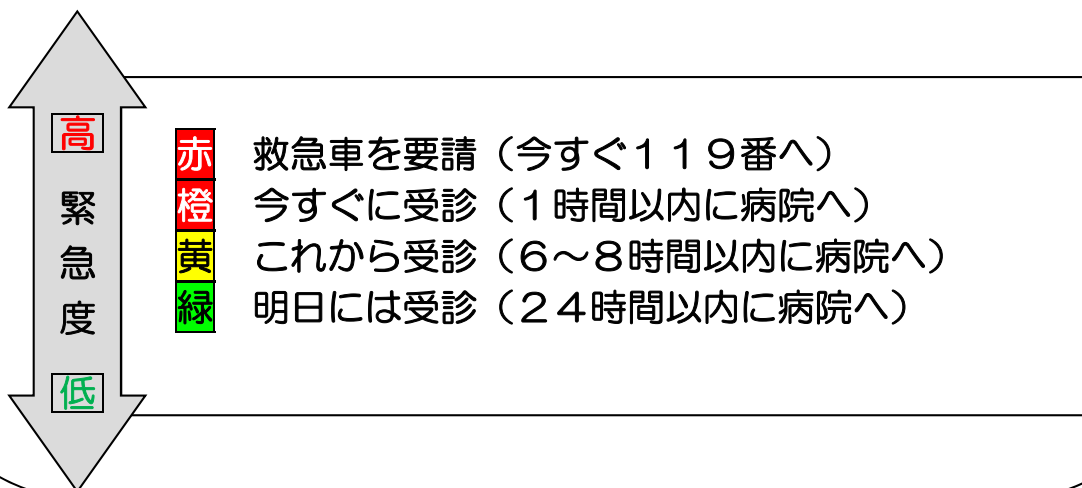 高
緊
急
度
低
赤 救急車を要請（今すぐ１１９番へ）
橙 今すぐに受診（１時間以内に病院へ）
黄 これから受診（６～８時間以内に病院へ）
緑 明日には受診（２４時間以内に病院へ）